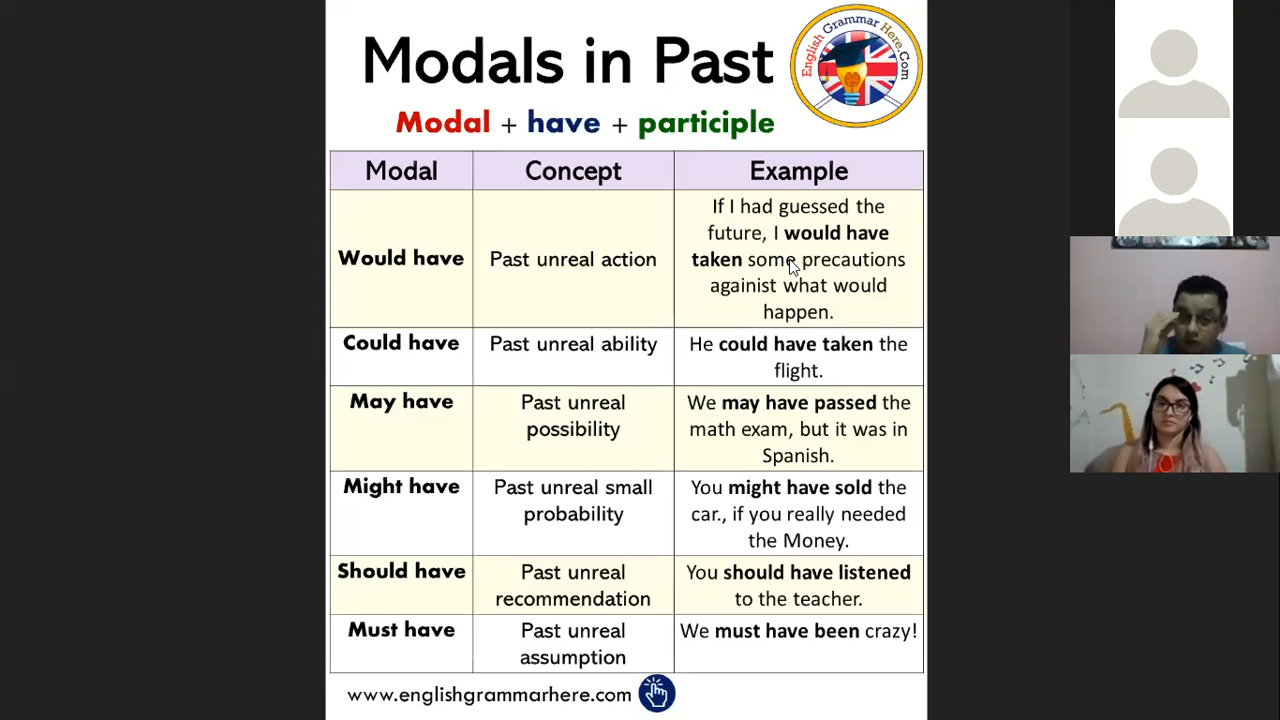 Modals in Past
English Grammar Here.Com
Modal + have + participle
Modal Concept Example
Would have
Past unreal action
If I had guessed the
future, I would have
taken some precautions
againist what would
happen.
Could have
Past unreal ability
He could have taken the
flight.
May have
Past unreal
possibility
We may have passed the
math exam, but it was in
Spanish.
Might have
Past unreal small
probability
You might have sold the
car., if you really needed
the Money.
Should have
Past unreal
recommendation
You should have listened
to the teacher.
Must have
Past unreal
assumption
We must have been crazy!
www.englishgrammarhere.com